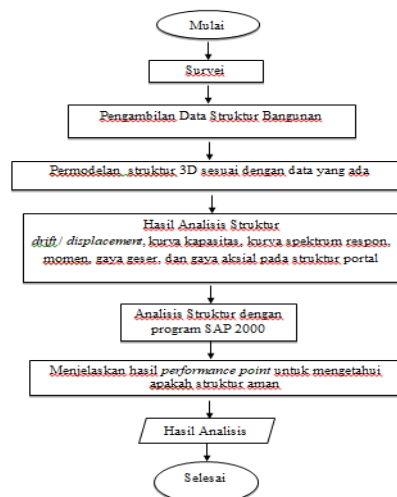 Mulai
Survei
Pengambilan Data Struktur Bangunan
Permodelan struktur 3D sesuai dengan data yang ada
Hasil Analisis Struktur
drift/ displacement, kurva kapasitas, kurva spektrum respon,
momen, gaya geser, dan gaya aksial pada struktur portal
Analisis Struktur dengan
program SAP 2000
Menjelaskan hasil performance point untuk mengetahui
apakah struktur aman
Hasil Analisis
Selesai